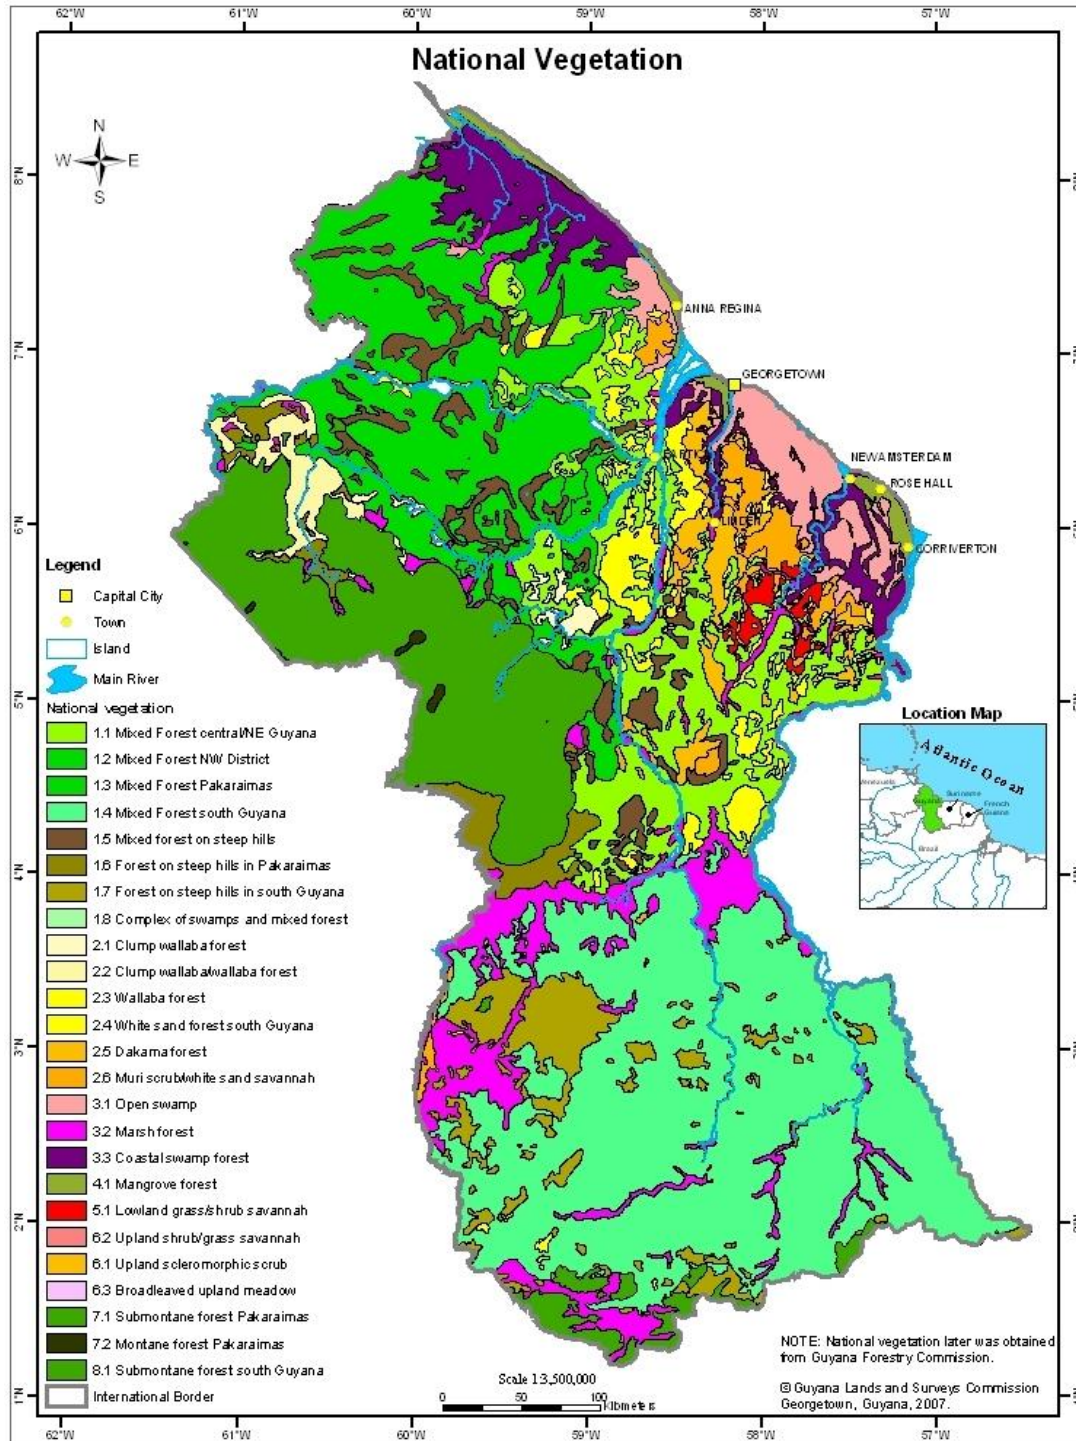 62°W 61°W 60°W 59°W 58°W 57°W
National Vegetation
N
W E
S
8°N
7°N
6°N
5°N
4°N
3°N
2°N
1°N
ANNA REGINA
GEORGETOWN
NEW AMSTERDAM
ROSE HALL
LINDEN
CORRIVERTON
Legend
Capital City
Town
Island
Main River
National vegetation
1.1 Mixed Forest central/NE Guyana
1.2 Mixed Forest NW District
1.3 Mixed Forest Pakaraimas
1.4 Mixed Forest south Guyana
1.5 Mixed forest on steep hills
1.6 Forest on steep hills in Pakaraimas
1.7 Forest on steep hills in south Guyana
1.8 Complex of swamps and mixed forest
2.1 Clump wallaba forest
2.2 Clump wallaba/wallaba forest
2.3 Wallaba forest
2.4 White sand forest south Guyana
2.5 Dakama forest
2.6 Muri scrub/white sand savannah
3.1 Open swamp
3.2 Marsh forest
3.3 Coastal swamp forest
4.1 Mangrove forest
5.1 Lowland grass/shrub savannah
6.2 Upland shrub/grass savannah
6.1 Upland scleromorphic scrub
6.3 Broadleaved upland meadow
7.1 Submontane forest Pakaraimas
7.2 Montane forest Pakaraimas
8.1 Submontane forest south Guyana
International Border
Location Map
Atlantic Ocean
Venezuela
Guyana
Suriname
French
Guiana
Brazil
Scale 1:3,500,000
0 50 100
kilometers
NOTE: National vegetation later was obtained
from Guyana Forestry Commission.
© Guyana Lands and Surveys Commission
Georgetown, Guyana, 2007.
62°W 61°W 60°W 59°W 58°W 57°W